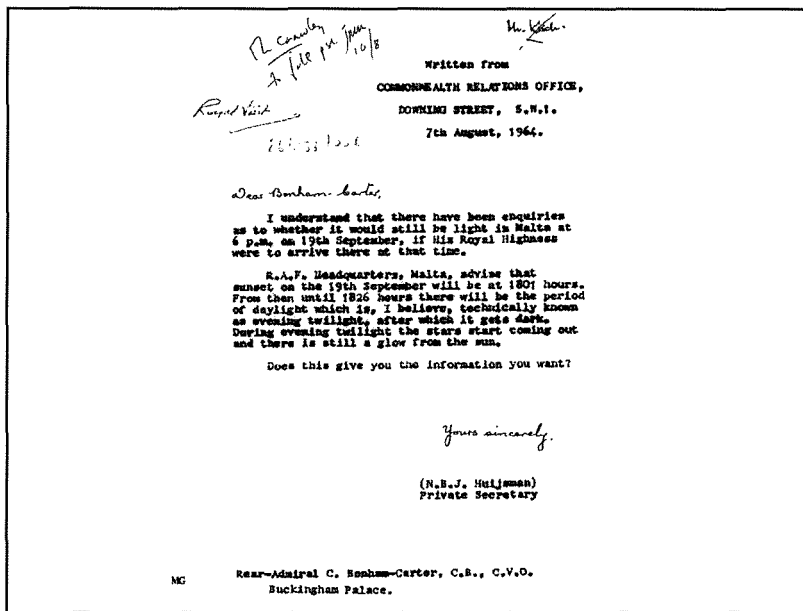 Mr Crawley
10/8
Written from
COMMONWEALTH RELATIONS OFFICE,
DOWNING STREET, S.W.1.
Royal Visit
7th August, 1964.
Dear Bonham-Carter,
I understand that there have been enquiries
as to whether it would still be light in Malta at
6 p.m. on 19th September, if His Royal Highness
were to arrive there at that time.
R.A.F. Headquarters, Malta, advise that
sunset on the 19th September will be at 1801 hours.
From then until 1826 hours there will be the period
of daylight which is, I believe, technically known
as evening twilight, after which it gets dark.
During evening twilight the stars start coming out
and there is still a glow from the sun.
Does this give you the information you want?
Yours sincerely,
(N.B.J. Huijsman)
Private Secretary
MG
Rear-Admiral C. Bonham-Carter, C.B., C.V.O.
Buckingham Palace.